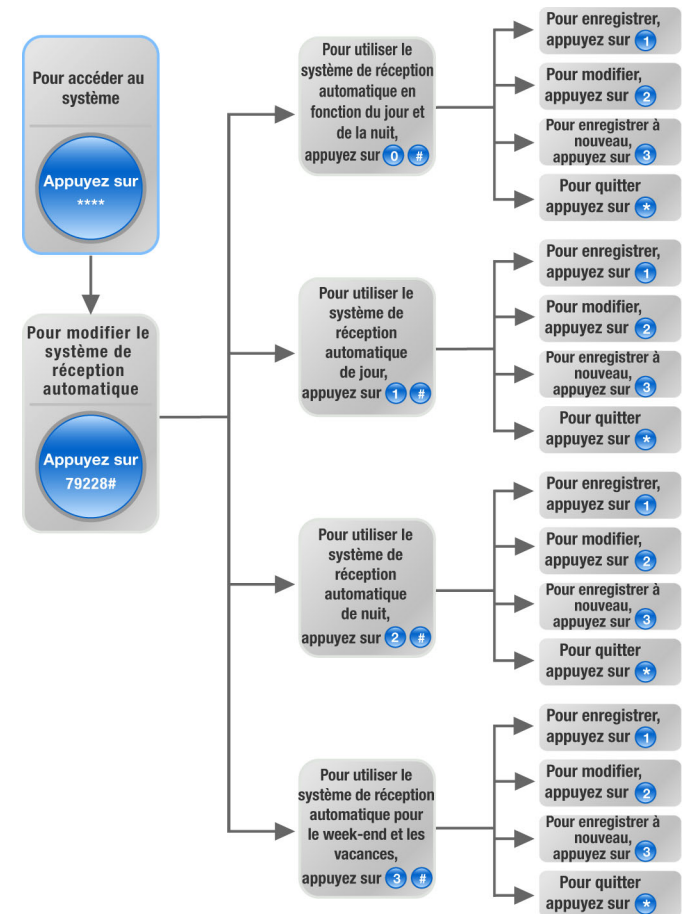 Pour accéder au
système
Appuyez sur
****
Pour modifier le
système de
réception
automatique
Appuyez sur
79228#
Pour utiliser le
système de réception
automatique en
fonction du jour et
de la nuit,
appuyez sur 0 #
Pour enregistrer,
appuyez sur 1
Pour modifier,
appuyez sur 2
Pour enregistrer à
nouveau,
appuyez sur 3
Pour quitter
appuyez sur *
Pour utiliser le
système de
réception
automatique
de jour,
appuyez sur 1 #
Pour enregistrer,
appuyez sur 1
Pour modifier,
appuyez sur 2
Pour enregistrer à
nouveau,
appuyez sur 3
Pour quitter
appuyez sur *
Pour utiliser le
système de
réception
automatique
de nuit,
appuyez sur 2 #
Pour enregistrer,
appuyez sur 1
Pour modifier,
appuyez sur 2
Pour enregistrer à
nouveau,
appuyez sur 3
Pour quitter
appuyez sur *
Pour utiliser le
système de réception
automatique pour
le week-end et les
vacances,
appuyez sur 3 #
Pour enregistrer,
appuyez sur 1
Pour modifier,
appuyez sur 2
Pour enregistrer à
nouveau,
appuyez sur 3
Pour quitter
appuyez sur *